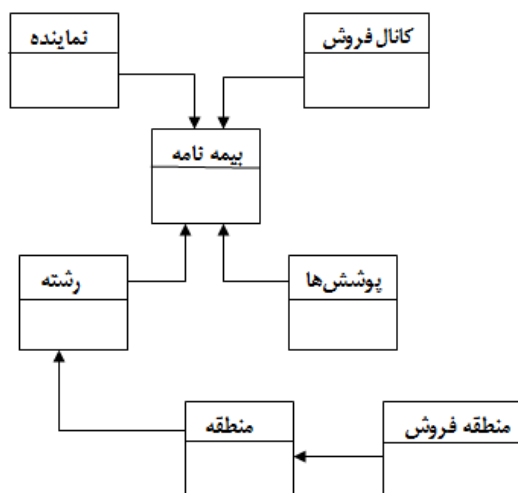 کانال فروش
نماینده
بیمه نامه
پوشش‌ها
رشته
منطقه فروش
منطقه